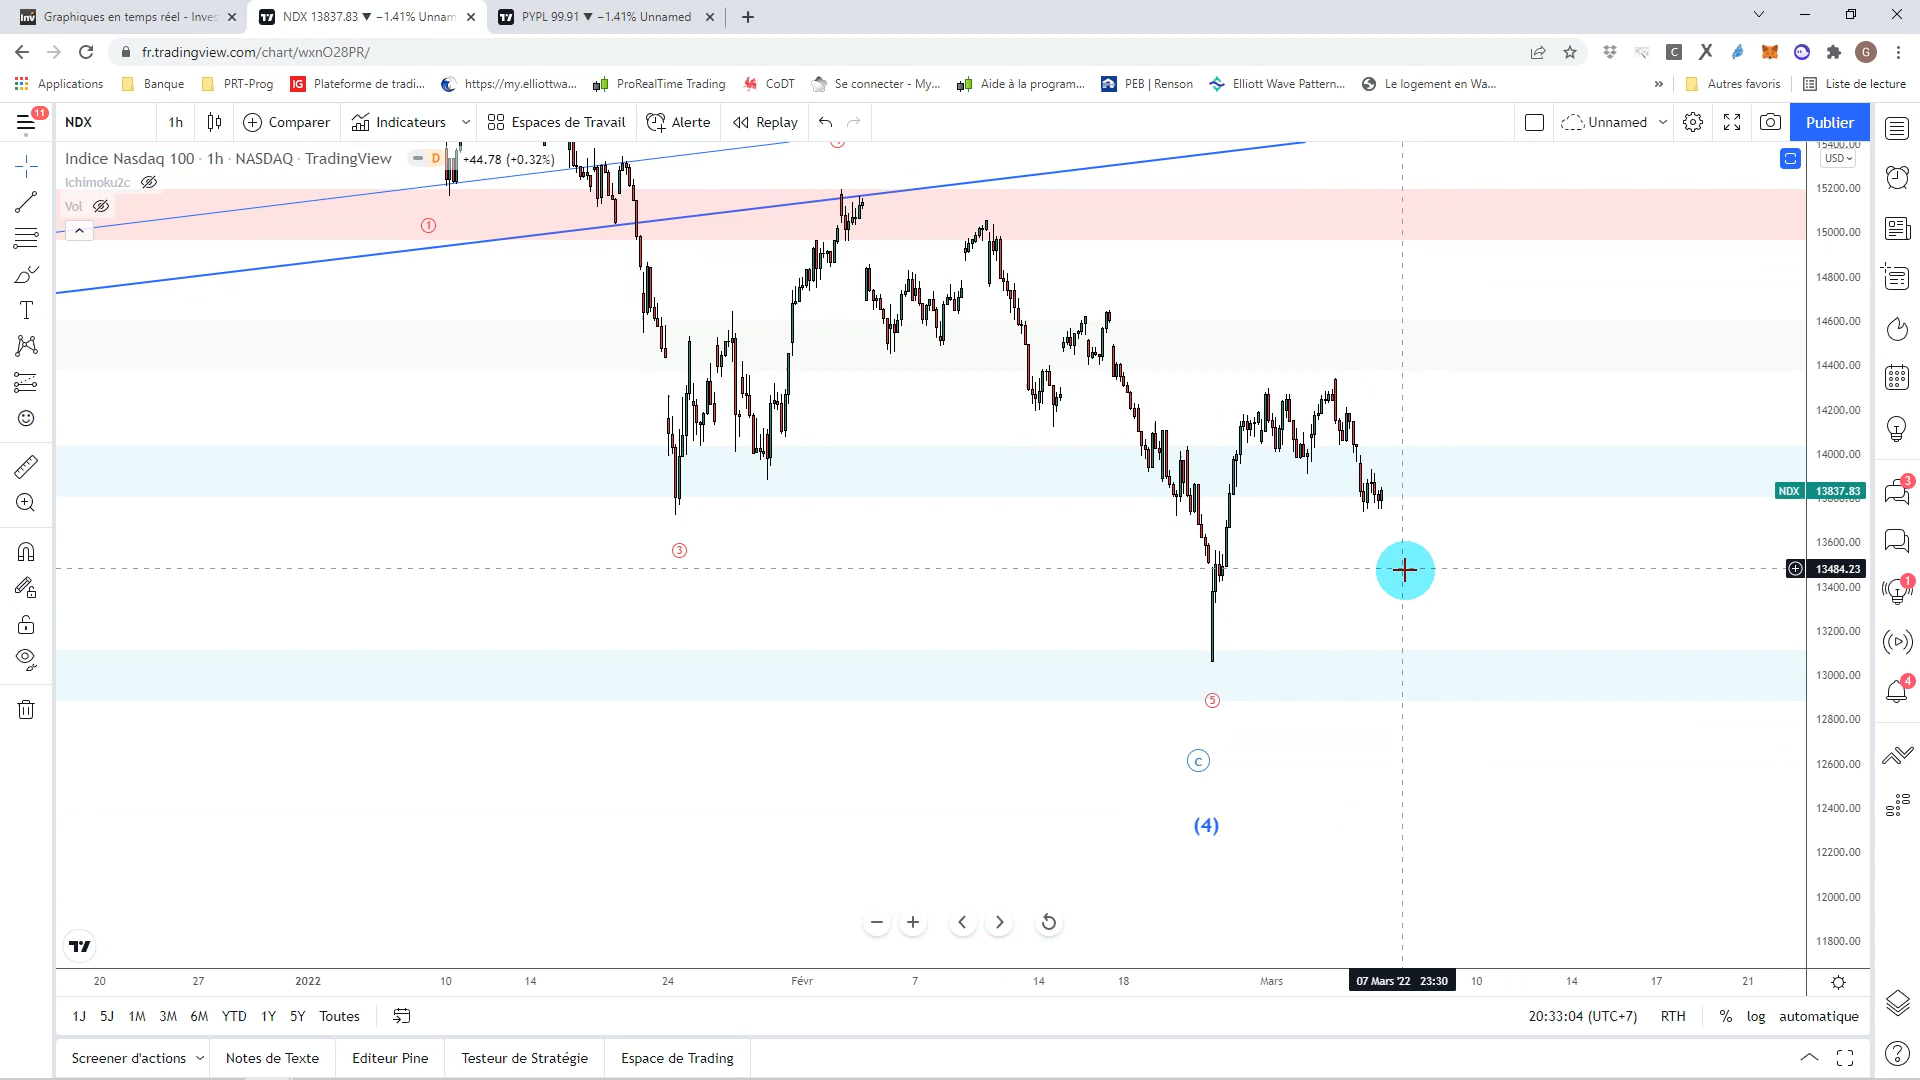 Graphiques en temps réel - Inves
NDX 13837.83 ▼ −1.41% Unnam
PYPL 99.91 ▼ −1.41% Unnamed
fr.tradingview.com/chart/wxnO28PR/
G
Applications
Banque
PRT-Prog
IG
Plateforme de tradi...
https://my.elliottwa...
ProRealTime Trading
CoDT
Se connecter - My...
Aide à la program...
PEB | Renson
Elliott Wave Pattern...
Le logement en Wa...
»
Autres favoris
Liste de lecture
11
NDX
1h
Comparer
Indicateurs
Espaces de Travail
Alerte
Replay
Unnamed
Publier
Indice Nasdaq 100 · 1h · NASDAQ · TradingView
D
+44.78 (+0.32%)
Ichimoku2c
Vol
USD
15400.00
15200.00
15000.00
14800.00
14600.00
14400.00
14200.00
14000.00
NDX 13837.83
13600.00
13484.23
13400.00
13200.00
13000.00
12800.00
12600.00
12400.00
12200.00
12000.00
11800.00
1
3
5
c
(4)
3
1
4
20
27
2022
10
14
24
Févr
7
14
18
Mars
07 Mars '22 23:30
10
14
17
21
1J
5J
1M
3M
6M
YTD
1Y
5Y
Toutes
20:33:04 (UTC+7)
RTH
%
log
automatique
Screener d'actions
Notes de Texte
Editeur Pine
Testeur de Stratégie
Espace de Trading